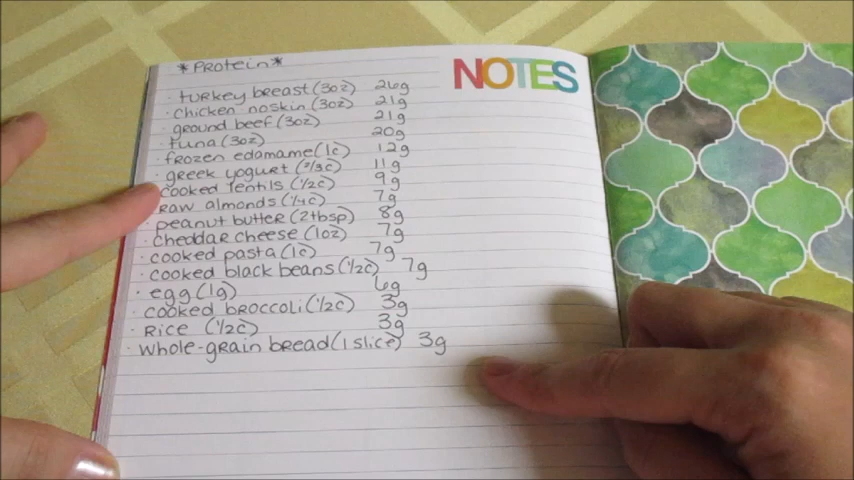 *Protein*
NOTES
· turkey breast (3oz) 26g
· chicken noskin (3oz) 21g
· ground beef (3oz) 21g
· tuna (3oz) 20g
· frozen edamame (1c) 12g
· greek yogurt (2/3c) 11g
· cooked lentils (1/2c) 9g
· raw almonds (1/4c) 7g
· peanut butter (2tbsp) 8g
· cheddar cheese (1oz) 7g
· cooked pasta (1c) 7g
· cooked black beans (1/2c) 7g
· egg (1g) 6g
· cooked broccoli (1/2c) 3g
· Rice (1/2c) 3g
· whole-grain bread (1 slice) 3g